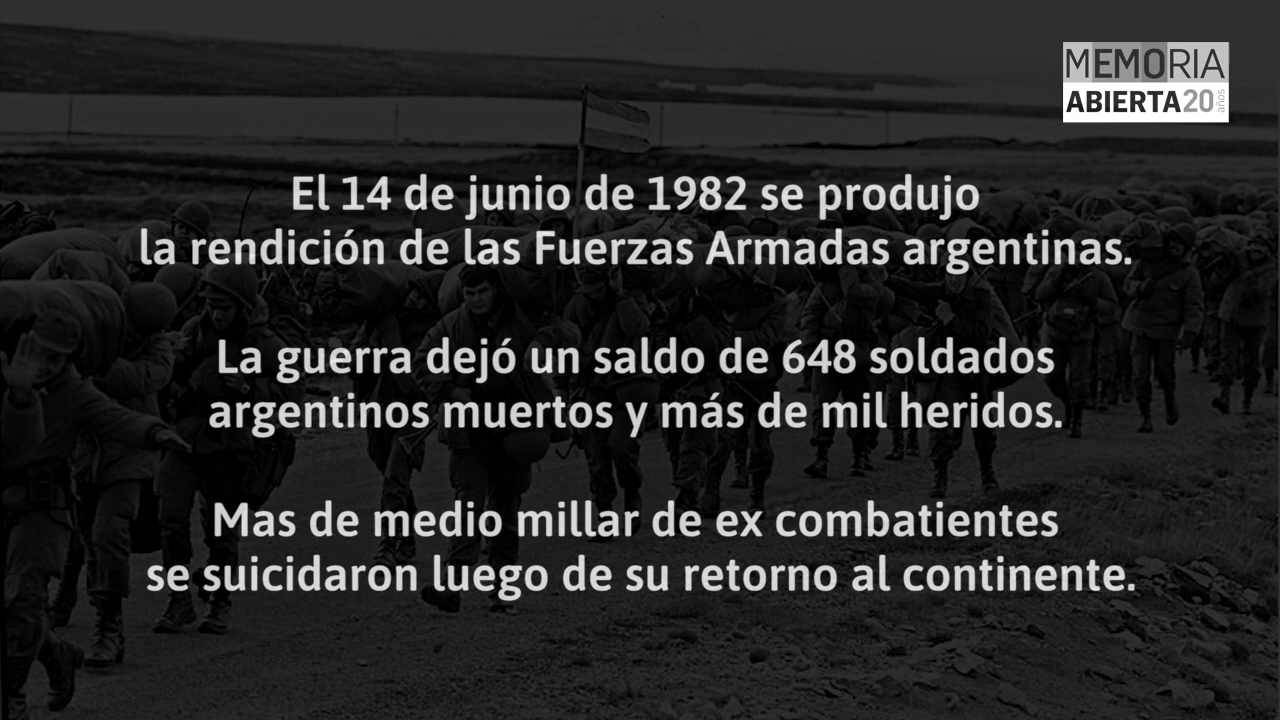 MEMORIA
ABIERTA 20 años
El 14 de junio de 1982 se produjo
la rendición de las Fuerzas Armadas argentinas.
La guerra dejó un saldo de 648 soldados
argentinos muertos y más de mil heridos.
Mas de medio millar de ex combatientes
se suicidaron luego de su retorno al continente.